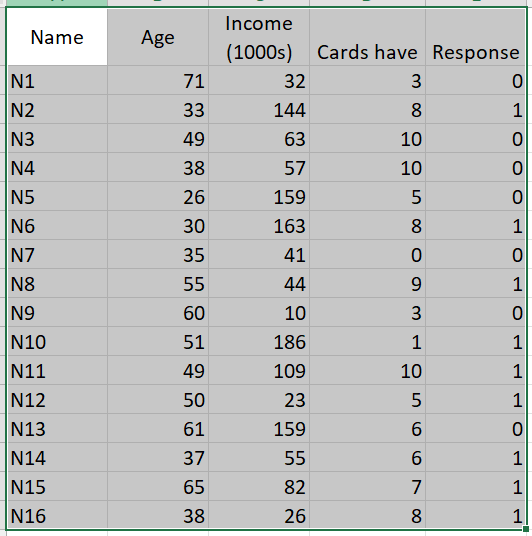 Name Age Income (1000s) Cards have Response
N1 71 32 3 0
N2 33 144 8 1
N3 49 63 10 0
N4 38 57 10 0
N5 26 159 5 0
N6 30 163 8 1
N7 35 41 0 0
N8 55 44 9 1
N9 60 10 3 0
N10 51 186 1 1
N11 49 109 10 1
N12 50 23 5 1
N13 61 159 6 0
N14 37 55 6 1
N15 65 82 7 1
N16 38 26 8 1